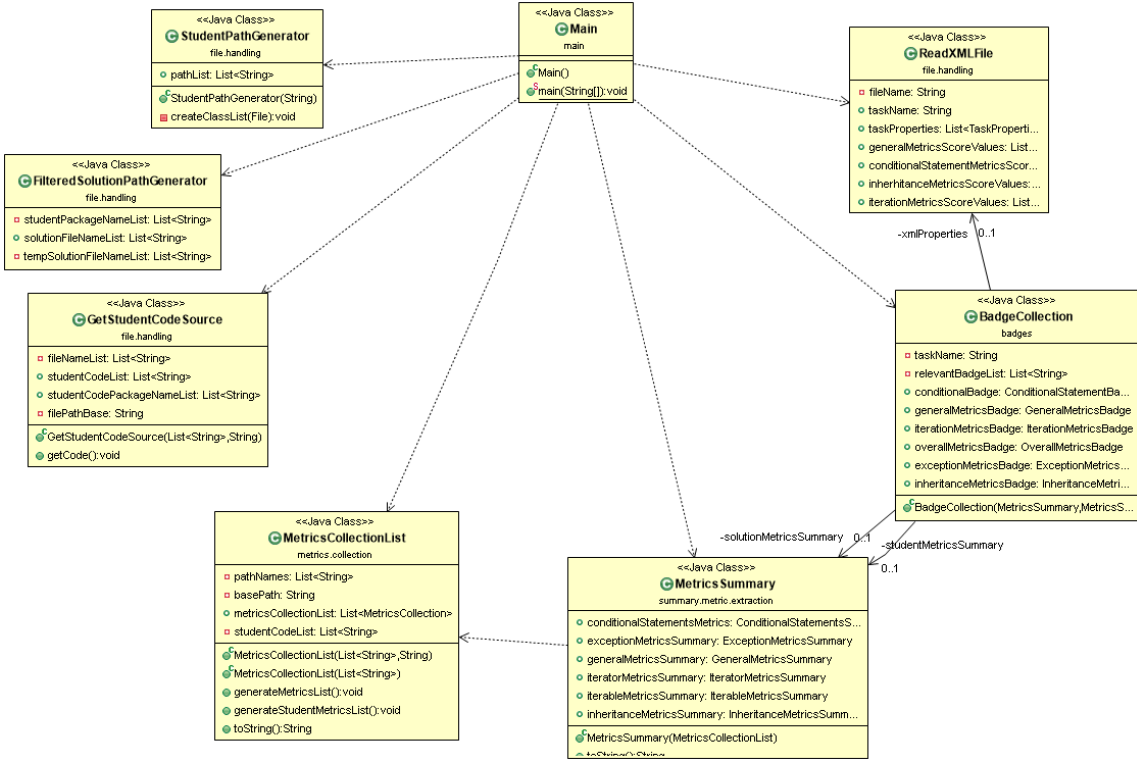 <<Java Class>>
StudentPathGenerator
file.handling
pathList: List<String>
StudentPathGenerator(String)
createClassList(File):void
<<Java Class>>
Main
main
Main()
main(String[]):void
<<Java Class>>
ReadXMLFile
file.handling
fileName: String
taskName: String
taskProperties: List<TaskProperti...
generalMetricsScoreValues: List...
conditionalStatementMetricsScor...
inherhitanceMetricsScoreValues:...
iterationMetricsScoreValues: List...
<<Java Class>>
FilteredSolutionPathGenerator
file.handling
studentPackageNameList: List<String>
solutionFileNameList: List<String>
tempSolutionFileNameList: List<String>
-xmlProperties 0..1
<<Java Class>>
GetStudentCodeSource
file.handling
fileNameList: List<String>
studentCodeList: List<String>
studentCodePackageNameList: List<String>
filePathBase: String
GetStudentCodeSource(List<String>,String)
getCode():void
<<Java Class>>
BadgeCollection
badges
taskName: String
relevantBadgeList: List<String>
conditionalBadge: ConditionalStatementBa...
generalMetricsBadge: GeneralMetricsBadge
iterationMetricsBadge: IterationMetricsBadge
overallMetricsBadge: OverallMetricsBadge
exceptionMetricsBadge: ExceptionMetrics...
inheritanceMetricsBadge: InheritanceMetri...
BadgeCollection(MetricsSummary,MetricsS...
-solutionMetricsSummary 0..1
-studentMetricsSummary
0..1
<<Java Class>>
MetricsCollectionList
metrics.collection
pathNames: List<String>
basePath: String
metricsCollectionList: List<MetricsCollection>
studentCodeList: List<String>
MetricsCollectionList(List<String>,String)
MetricsCollectionList(List<String>)
generateMetricsList():void
generateStudentMetricsList():void
toString():String
<<Java Class>>
MetricsSummary
summary.metric.extraction
conditionalStatementsMetrics: ConditionalStatementsS...
exceptionMetricsSummary: ExceptionMetricsSummary
generalMetricsSummary: GeneralMetricsSummary
iteratorMetricsSummary: IteratorMetricsSummary
iterableMetricsSummary: IterableMetricsSummary
inheritanceMetricsSummary: InheritanceMetricsSumm...
MetricsSummary(MetricsCollectionList)
toString():String